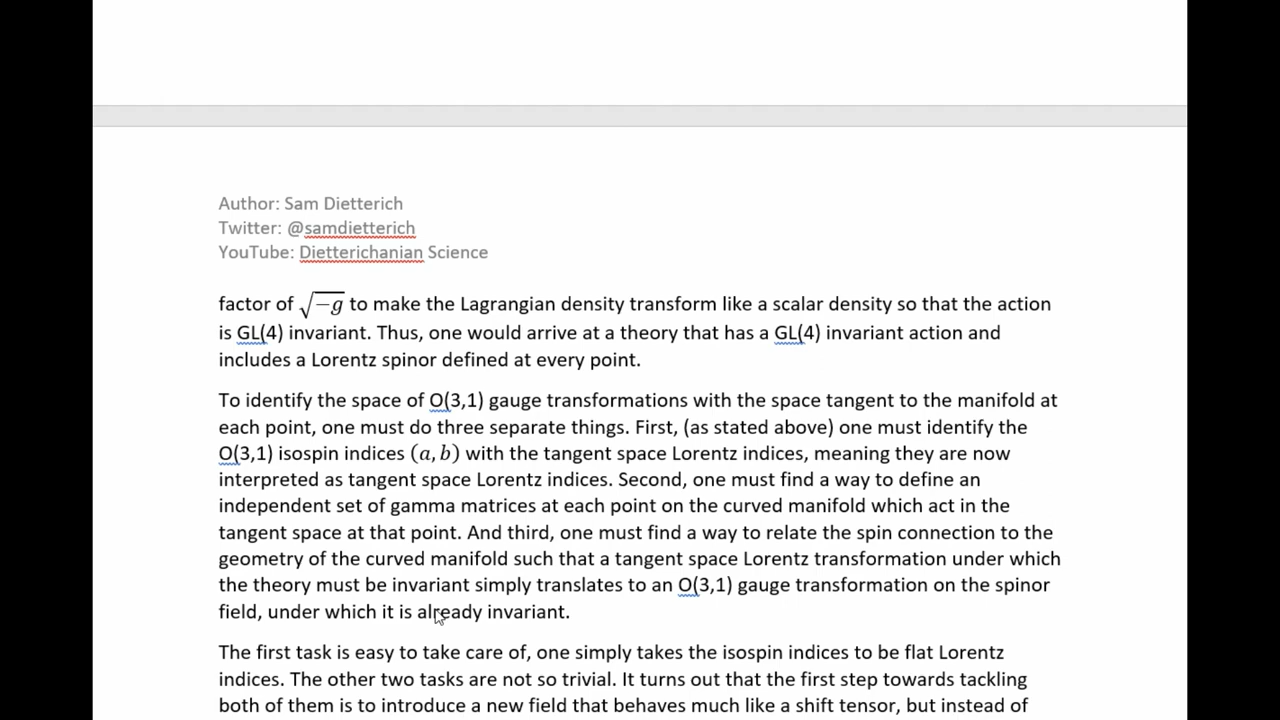 Author: Sam Dietterich
Twitter: @samdietterich
YouTube: Dietterichanian Science
factor of √−g to make the Lagrangian density transform like a scalar density so that the action
is GL(4) invariant. Thus, one would arrive at a theory that has a GL(4) invariant action and
includes a Lorentz spinor defined at every point.
To identify the space of O(3,1) gauge transformations with the space tangent to the manifold at
each point, one must do three separate things. First, (as stated above) one must identify the
O(3,1) isospin indices (a, b) with the tangent space Lorentz indices, meaning they are now
interpreted as tangent space Lorentz indices. Second, one must find a way to define an
independent set of gamma matrices at each point on the curved manifold which act in the
tangent space at that point. And third, one must find a way to relate the spin connection to the
geometry of the curved manifold such that a tangent space Lorentz transformation under which
the theory must be invariant simply translates to an O(3,1) gauge transformation on the spinor
field, under which it is already invariant.
The first task is easy to take care of, one simply takes the isospin indices to be flat Lorentz
indices. The other two tasks are not so trivial. It turns out that the first step towards tackling
both of them is to introduce a new field that behaves much like a shift tensor, but instead of